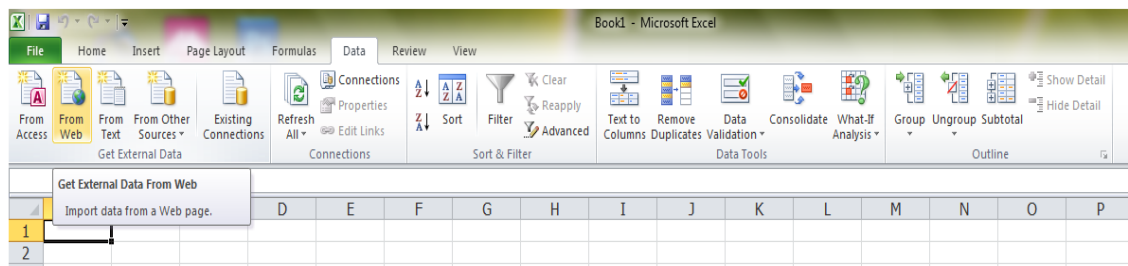 Book1 - Microsoft Excel
File Home Insert Page Layout Formulas Data Review View
From Access From Web From Text From Other Sources Existing Connections
Get External Data
Refresh All Connections Properties Edit Links
Connections
A Z Z A Sort Filter Clear Reapply Advanced
Sort & Filter
Text to Columns Remove Duplicates Data Validation Consolidate What-If Analysis
Data Tools
Group Ungroup Subtotal Show Detail Hide Detail
Outline
Get External Data From Web
Import data from a Web page.
D E F G H I J K L M N O P
1
2